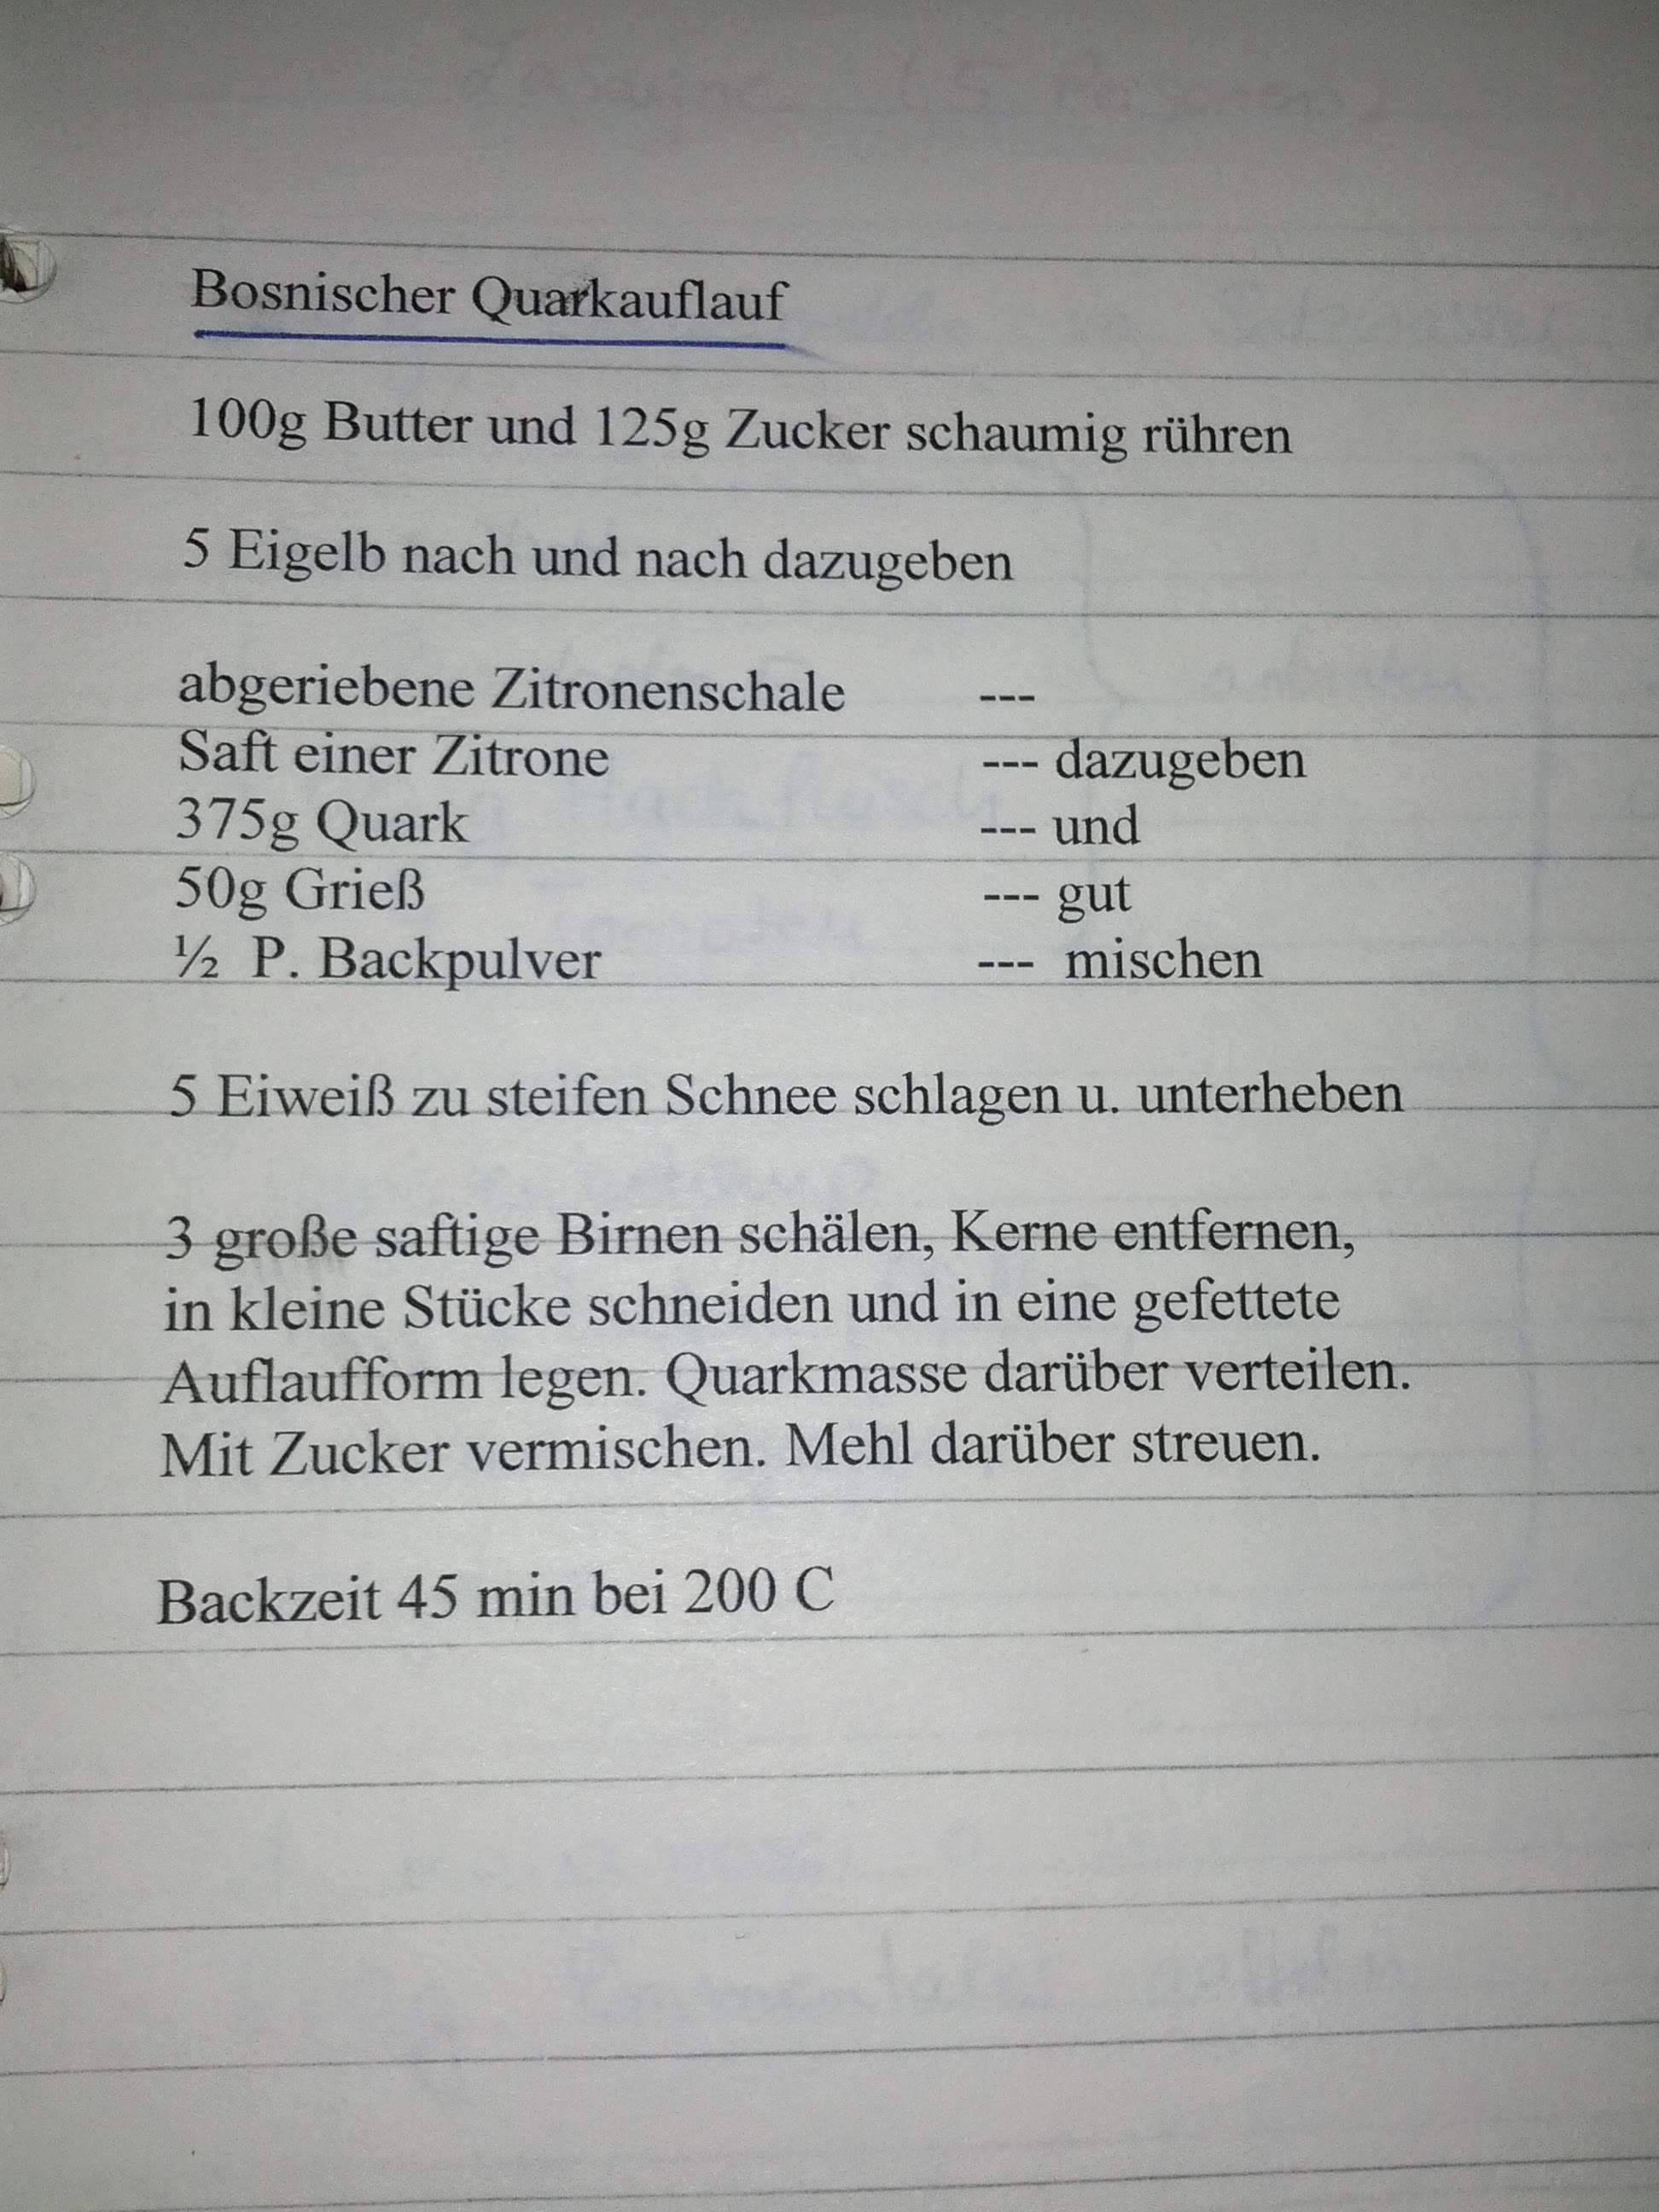 Bosnischer Quarkauflauf
100g Butter und 125g Zucker schaumig rühren
5 Eigelb nach und nach dazugeben
abgeriebene Zitronenschale ---
Saft einer Zitrone --- dazugeben
375g Quark --- und
50g Grieß --- gut
½ P. Backpulver --- mischen
5 Eiweiß zu steifen Schnee schlagen u. unterheben
3 große saftige Birnen schälen, Kerne entfernen,
in kleine Stücke schneiden und in eine gefettete
Auflaufform legen. Quarkmasse darüber verteilen.
Mit Zucker vermischen. Mehl darüber streuen.
Backzeit 45 min bei 200 C